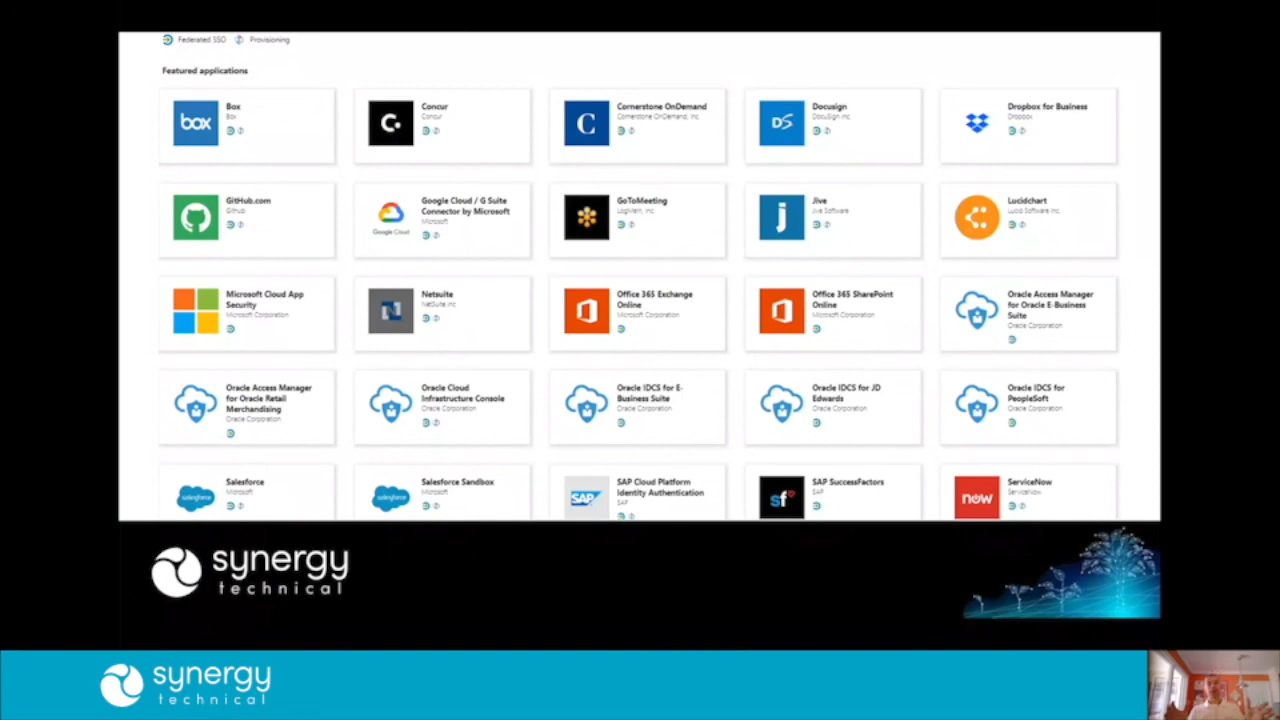 Federated SSO Provisioning
Featured applications
box
Box
Box
C.
Concur
Concur
C
Cornerstone OnDemand
Cornerstone OnDemand, Inc.
DS
Docusign
DocuSign Inc
Dropbox for Business
Dropbox
GitHub.com
Github
Google Cloud
Google Cloud / G Suite
Connector by Microsoft
Microsoft
GoToMeeting
LogMeIn, Inc.
j
Jive
Jive Software
Lucidchart
Lucid Software Inc.
Microsoft Cloud App
Security
Microsoft Corporation
N
Netsuite
NetSuite Inc
Office 365 Exchange
Online
Microsoft Corporation
Office 365 SharePoint
Online
Microsoft Corporation
Oracle Access Manager
for Oracle E-Business
Suite
Oracle Corporation
Oracle Access Manager
for Oracle Retail
Merchandising
Oracle Corporation
Oracle Cloud
Infrastructure Console
Oracle Corporation
Oracle IDCS for E-
Business Suite
Oracle Corporation
Oracle IDCS for JD
Edwards
Oracle Corporation
Oracle IDCS for
PeopleSoft
Oracle Corporation
salesforce
Salesforce
Microsoft
salesforce
Salesforce Sandbox
Microsoft
SAP
SAP Cloud Platform
Identity Authentication
SAP
sf
SAP SuccessFactors
SAP
now
ServiceNow
ServiceNow
synergy
technical
synergy
technical